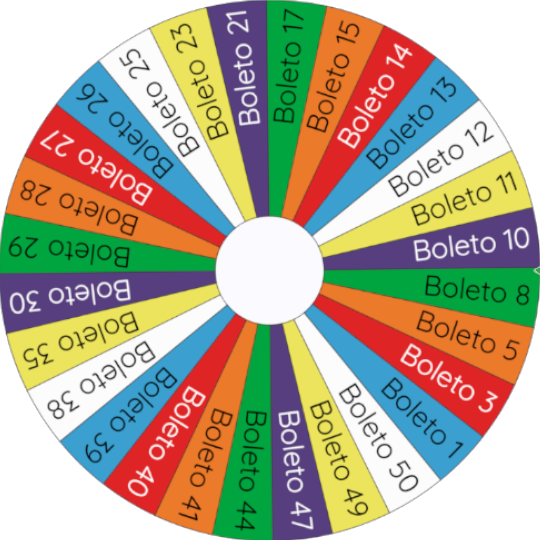 Boleto 1
Boleto 3
Boleto 5
Boleto 8
Boleto 10
Boleto 11
Boleto 12
Boleto 13
Boleto 14
Boleto 15
Boleto 17
Boleto 21
Boleto 23
Boleto 25
Boleto 26
Boleto 27
Boleto 28
Boleto 29
Boleto 30
Boleto 35
Boleto 38
Boleto 39
Boleto 40
Boleto 41
Boleto 44
Boleto 47
Boleto 49
Boleto 50